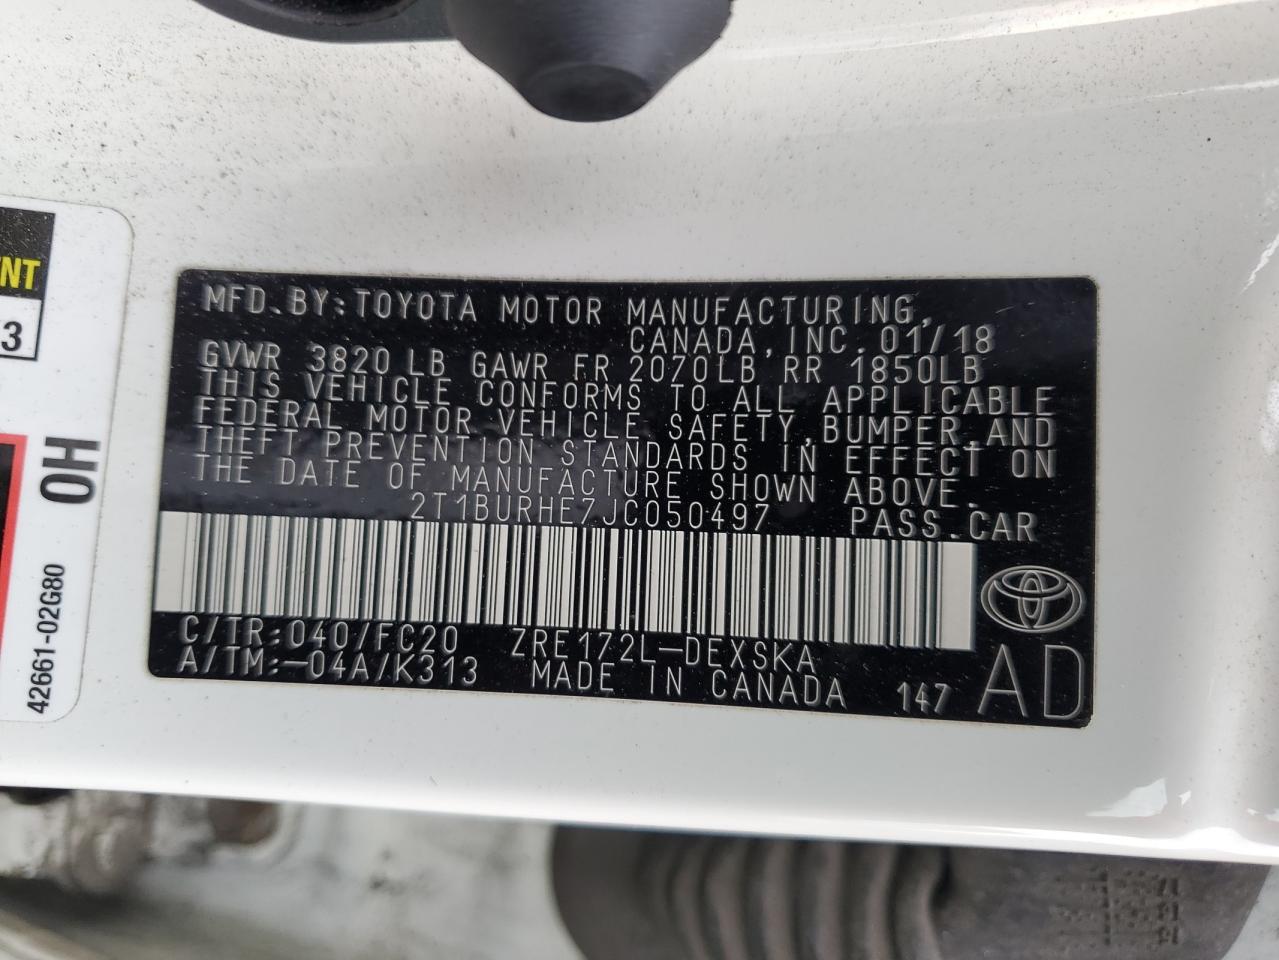 MFD.BY:TOYOTA MOTOR MANUFACTURING,
CANADA,INC.01/18
GVWR 3820 LB GAWR FR 2070LB RR 1850LB
THIS VEHICLE CONFORMS TO ALL APPLICABLE
FEDERAL MOTOR VEHICLE SAFETY,BUMPER,AND
THEFT PREVENTION STANDARDS IN EFFECT ON
THE DATE OF MANUFACTURE SHOWN ABOVE.
2T1BURHE7JC050497 PASS.CAR
C/TR:040/FC20 ZRE172L-DEXSKA
A/TM:-04A/K313 MADE IN CANADA 147 AD
0H
42661-02G80